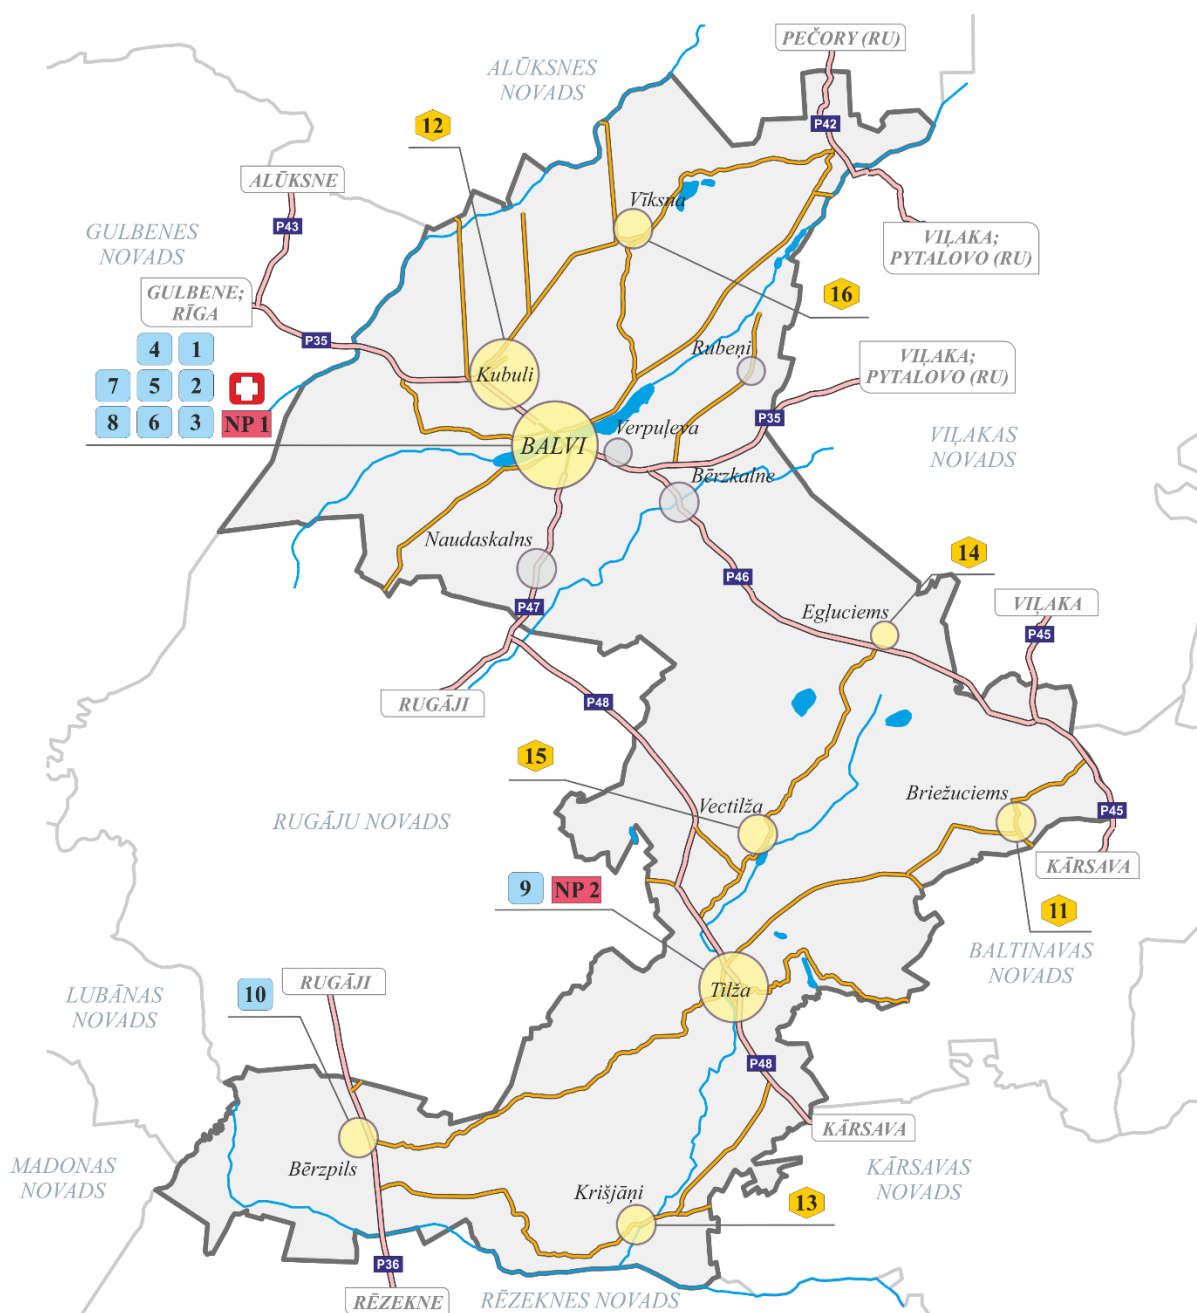 PEČORY (RU)
ALŪKSNES
NOVADS
12
P42
ALŪKSNE
Vīksna
P43
GULBENES
NOVADS
VIĻAKA;
PYTALOVO (RU)
GULBENE;
RĪGA
16
P35
4 1
Rubeņi
VIĻAKA;
PYTALOVO (RU)
7 5 2
Kubuli
8 6 3 NP 1
P35
Verpuļeva
BALVI
VIĻAKAS
NOVADS
Bērzkalne
Naudaskalns
14
P46
P47
Egļuciems
VIĻAKA
P45
RUGĀJI
P48
15
Vectilža
Briežuciems
RUGĀJU NOVADS
P45
KĀRSAVA
9 NP 2
11
BALTINAVAS
NOVADS
RUGĀJI
LUBĀNAS
NOVADS
10
Tilža
P48
KĀRSAVA
MADONAS
NOVADS
Bērzpils
KĀRSAVAS
NOVADS
Krišjāņi
13
P36
RĒZEKNE
RĒZEKNES NOVADS